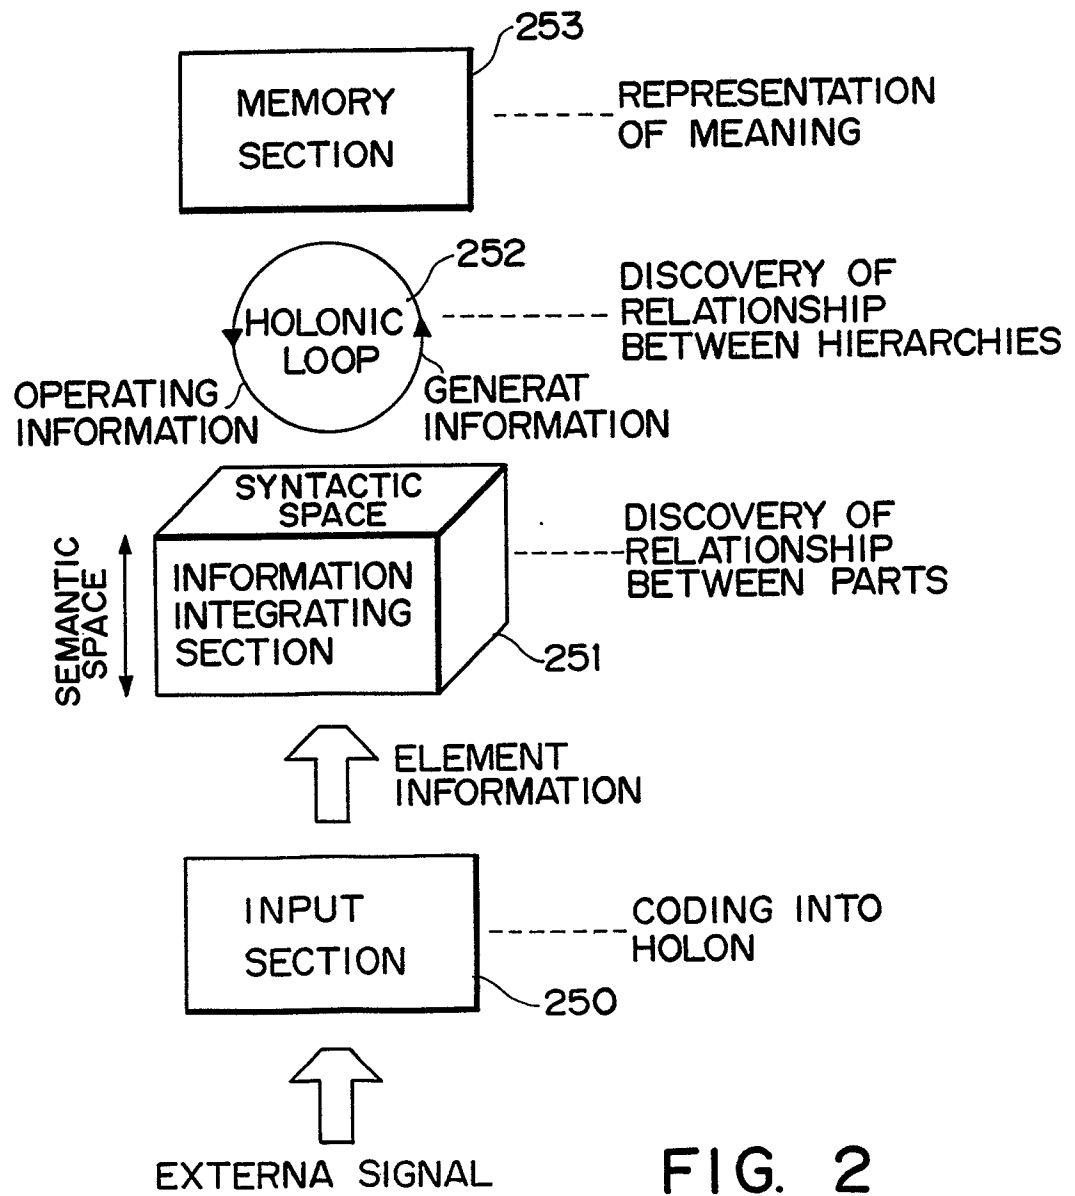 253
MEMORY
SECTION
REPRESENTATION
OF MEANING
252
HOLONIC
LOOP
DISCOVERY OF
RELATIONSHIP
BETWEEN HIERARCHIES
OPERATING
INFORMATION
GENERAT
INFORMATION
SYNTACTIC
SPACE
SEMANTIC
SPACE
INFORMATION
INTEGRATING
SECTION
DISCOVERY OF
RELATIONSHIP
BETWEEN PARTS
251
ELEMENT
INFORMATION
INPUT
SECTION
CODING INTO
HOLON
250
EXTERNA SIGNAL
FIG. 2